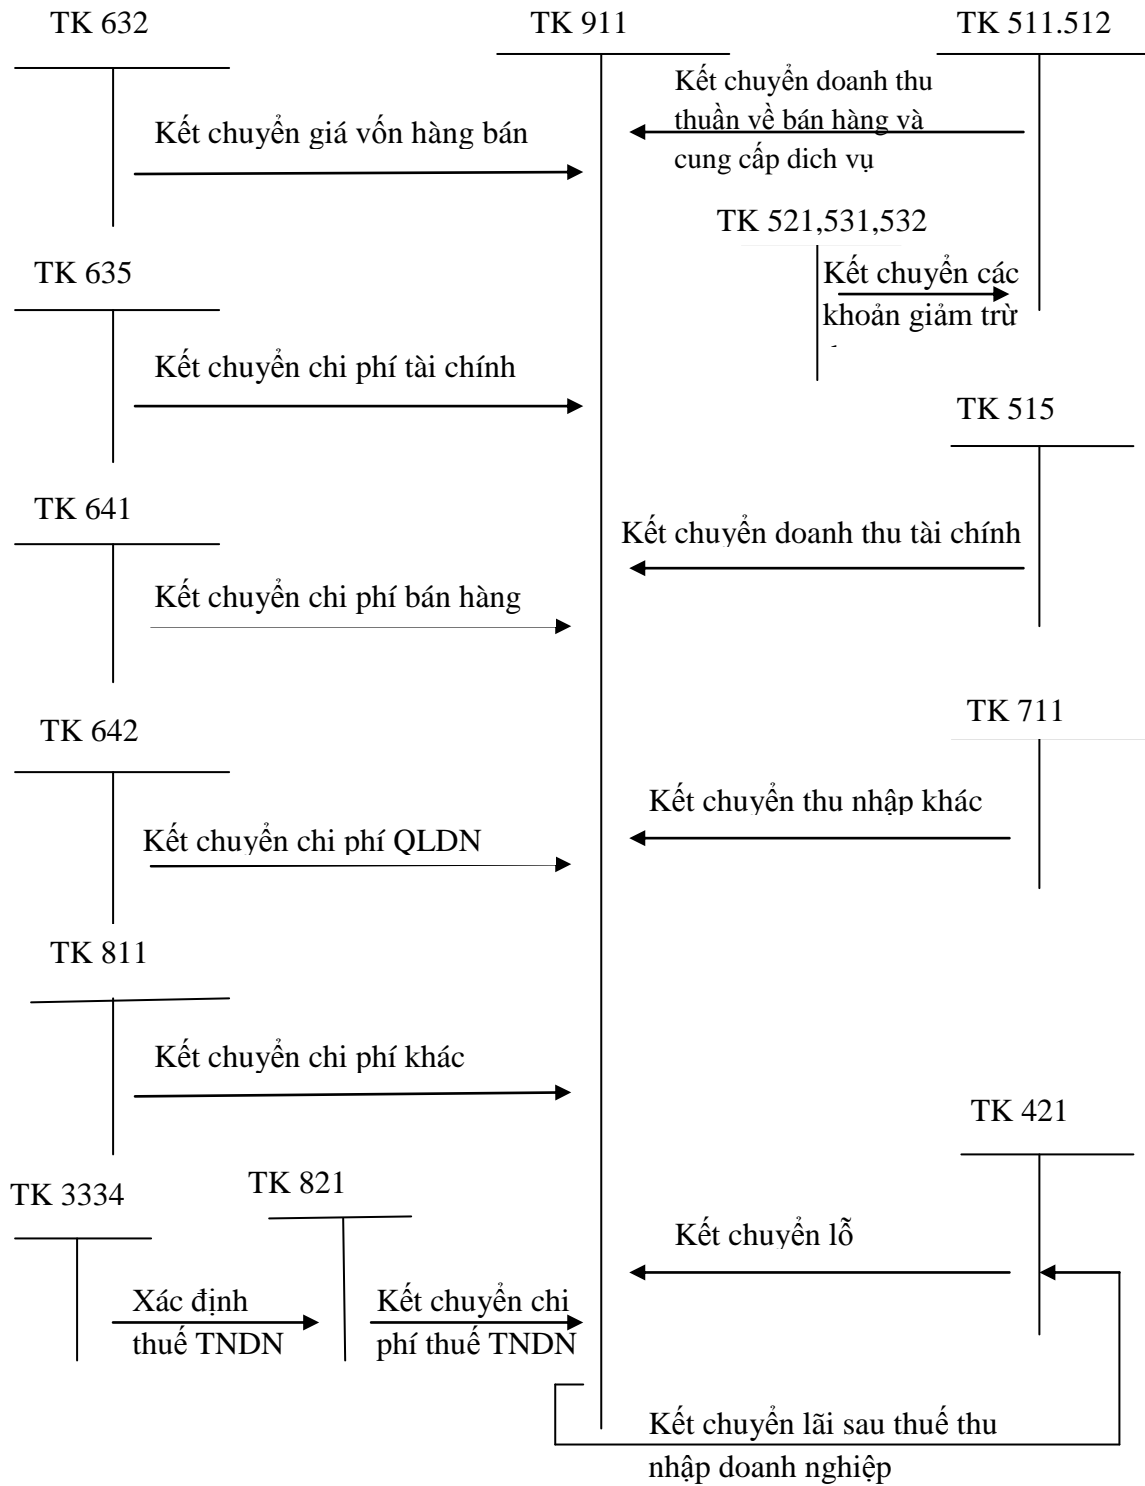 TK 632
TK 911
TK 511.512
Kết chuyển doanh thu
thuần về bán hàng và
cung cấp dich vụ
Kết chuyển giá vốn hàng bán
TK 521,531,532
Kết chuyển các
khoản giảm trừ
TK 635
Kết chuyển chi phí tài chính
TK 515
TK 641
Kết chuyển doanh thu tài chính
Kết chuyển chi phí bán hàng
TK 711
TK 642
Kết chuyển thu nhập khác
Kết chuyển chi phí QLDN
TK 811
Kết chuyển chi phí khác
TK 421
TK 3334
TK 821
Kết chuyển lỗ
Xác định
thuế TNDN
Kết chuyển chi
phí thuế TNDN
Kết chuyển lãi sau thuế thu
nhập doanh nghiệp